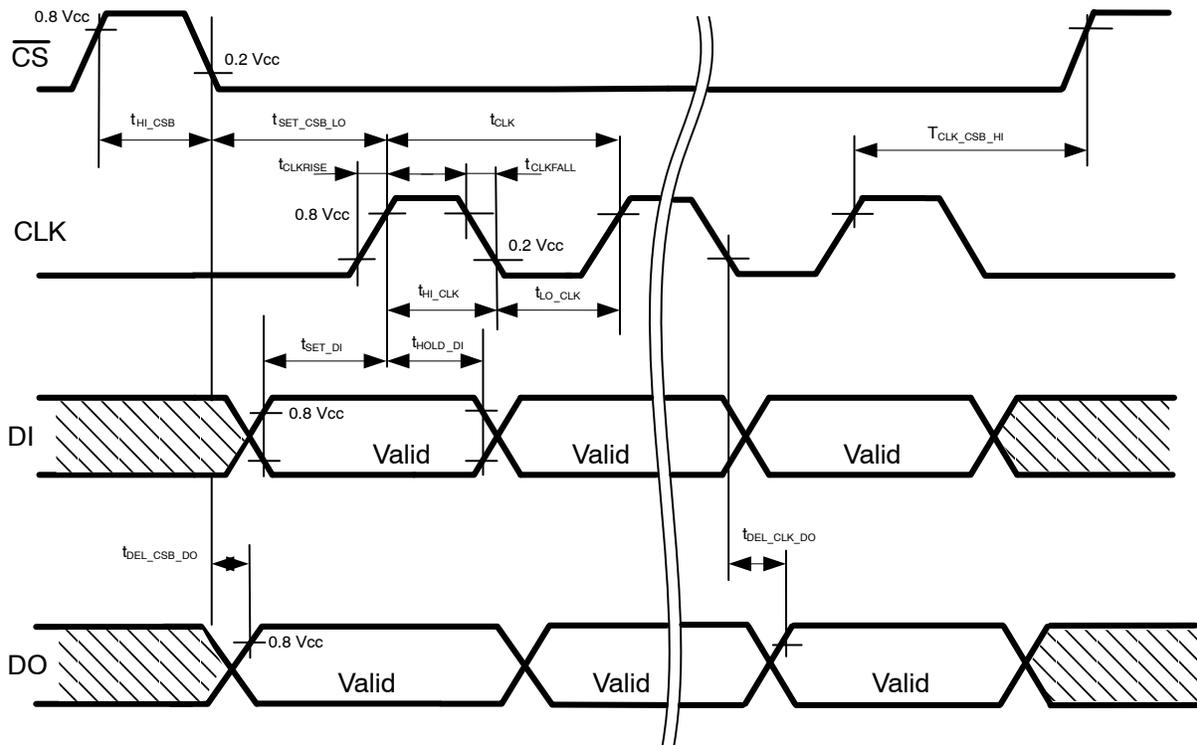 0.8 Vcc
CS
0.2 Vcc
tHI_CSB
tSET_CSB_LO
tCLK
TCLK_CSB_HI
tCLKRISE
tCLKFALL
0.8 Vcc
CLK
0.2 Vcc
tHI_CLK
tLO_CLK
tSET_DI
tHOLD_DI
0.8 Vcc
DI
Valid
Valid
Valid
tDEL_CSB_DO
tDEL_CLK_DO
0.8 Vcc
DO
Valid
Valid
Valid